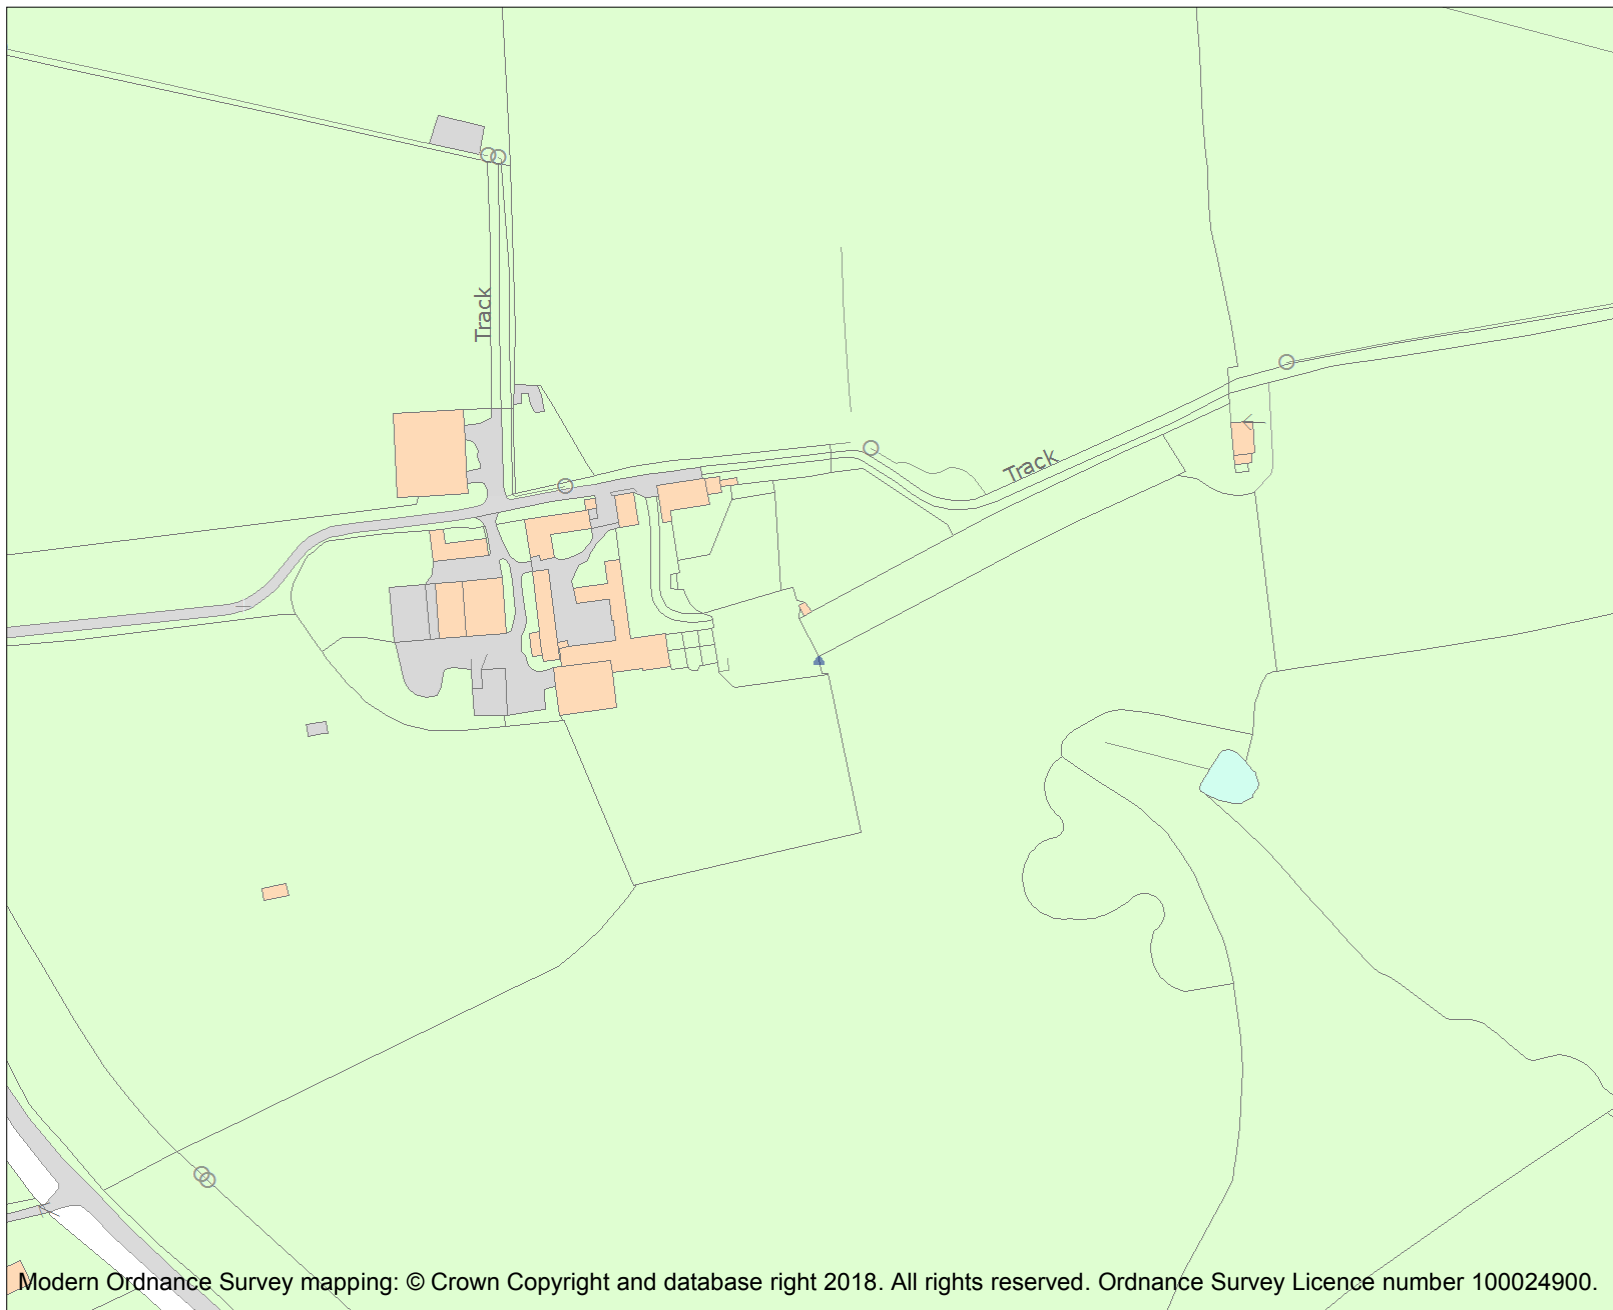 Track
Track
Modern Ordnance Survey mapping: © Crown Copyright and database right 2018. All rights reserved. Ordnance Survey Licence number 100024900.